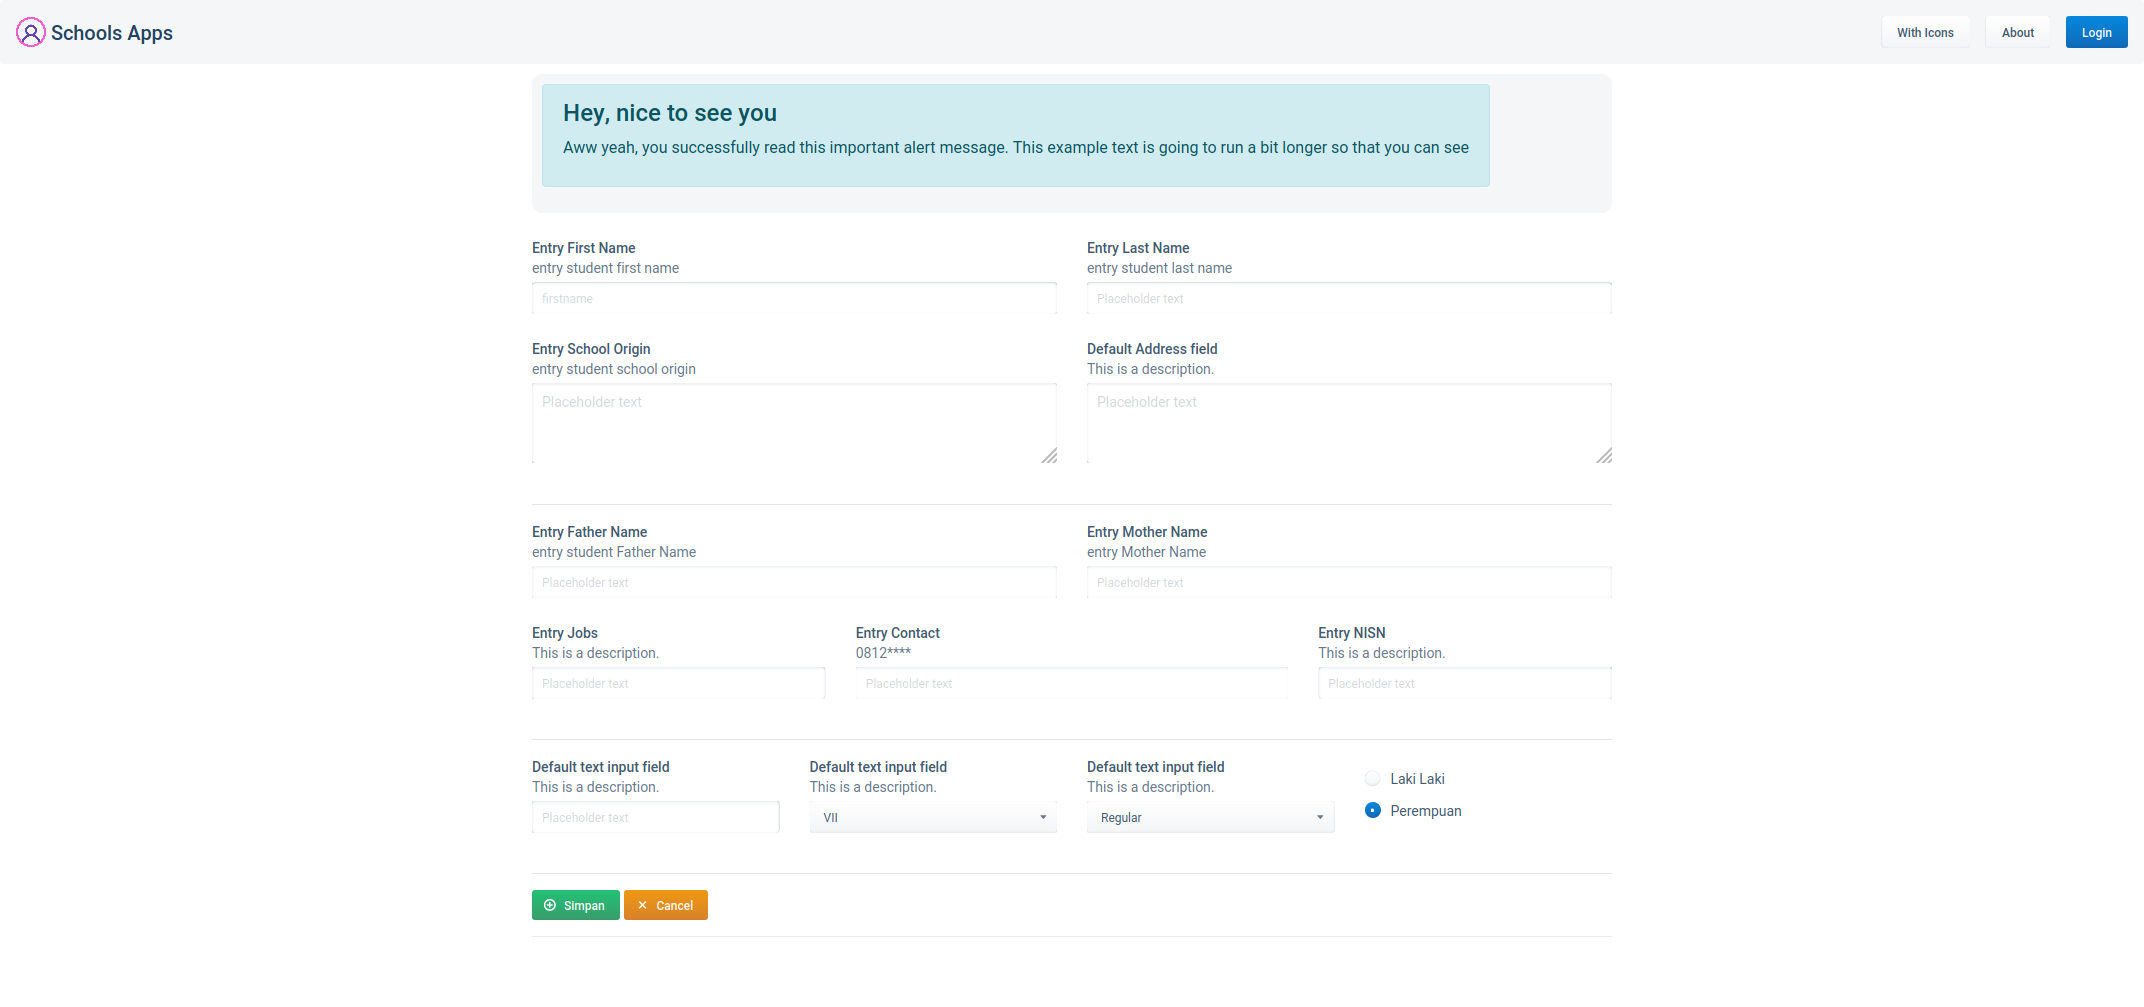 Schools Apps
With Icons
About
Login
Hey, nice to see you
Aww yeah, you successfully read this important alert message. This example text is going to run a bit longer so that you can see
Entry First Name
entry student first name
firstname
Entry Last Name
entry student last name
Placeholder text
Entry School Origin
entry student school origin
Placeholder text
Default Address field
This is a description.
Placeholder text
Entry Father Name
entry student Father Name
Placeholder text
Entry Mother Name
entry Mother Name
Placeholder text
Entry Jobs
This is a description.
Placeholder text
Entry Contact
0812****
Placeholder text
Entry NISN
This is a description.
Placeholder text
Default text input field
This is a description.
Placeholder text
Default text input field
This is a description.
VII
Default text input field
This is a description.
Regular
Laki Laki
Perempuan
Simpan
Cancel